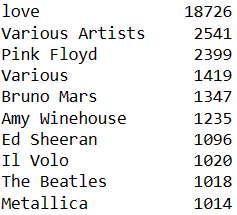 love 18726
Various Artists 2541
Pink Floyd 2399
Various 1419
Bruno Mars 1347
Amy Winehouse 1235
Ed Sheeran 1096
Il Volo 1020
The Beatles 1018
Metallica 1014